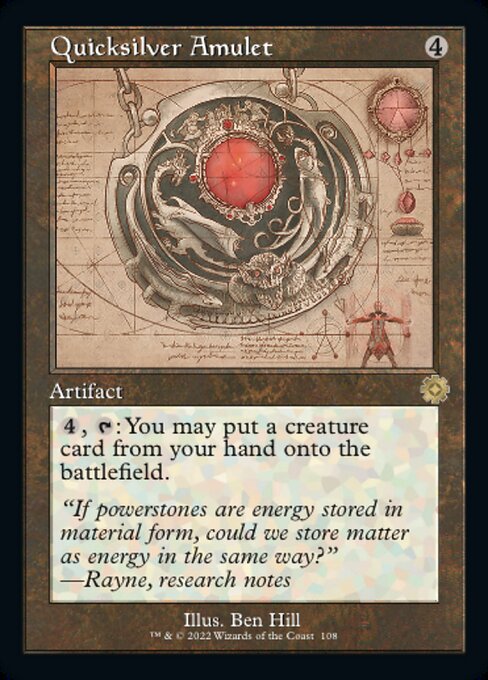 Quicksilver Amulet 4
Artifact
4, T: You may put a creature
card from your hand onto the
battlefield.
“If powerstones are energy stored in
material form, could we store matter
as energy in the same way?”
—Rayne, research notes
Illus. Ben Hill
™ & © 2022 Wizards of the Coast 108